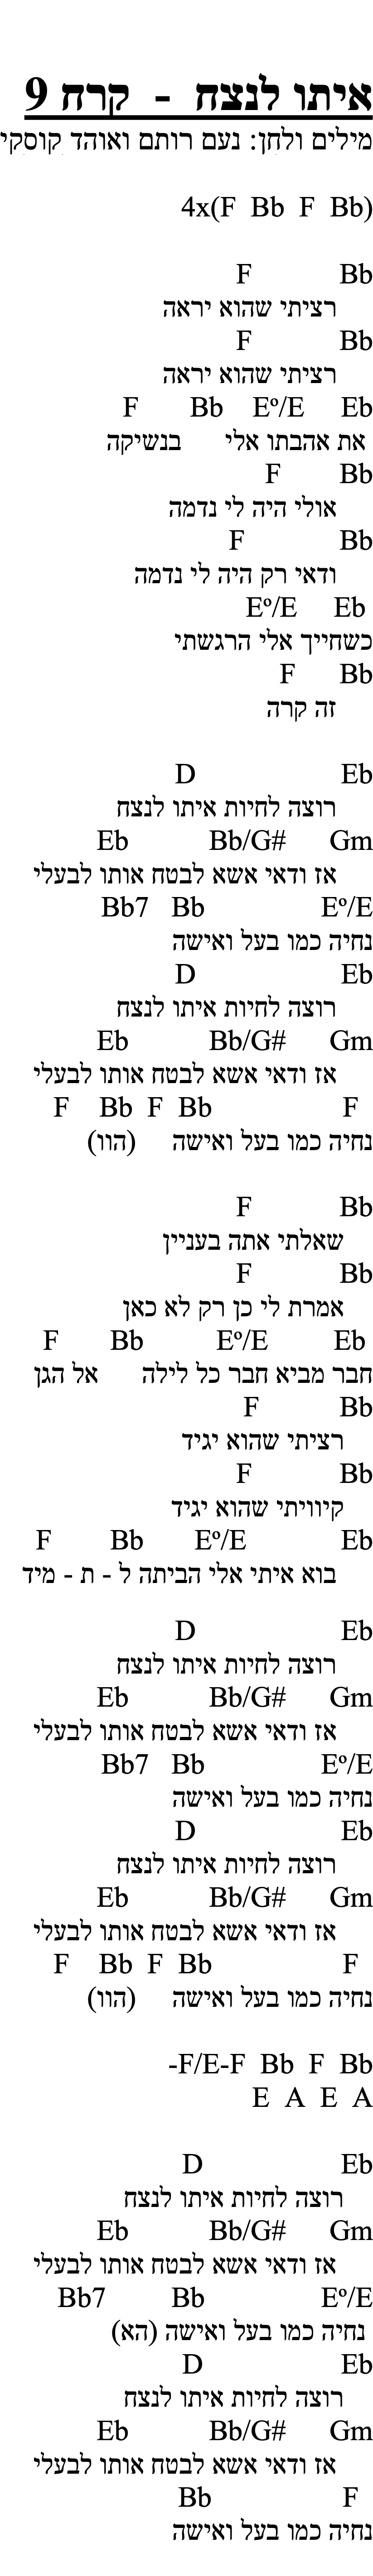 איתו לנצח - קרח 9
מילים ולחן: נעם רותם ואוהד קוסקי
4x(F Bb F Bb)
F Bb
רציתי שהוא יראה
F Bb
רציתי שהוא יראה
F Bb Eº/E Eb
את אהבתו אלי בנשיקה
F Bb
אולי היה לי נדמה
F Bb
ודאי רק היה לי נדמה
Eº/E Eb
כשחייך אלי הרגשתי
F Bb
זה קרה
D Eb
רוצה לחיות איתו לנצח
Eb Bb/G# Gm
אז ודאי אשא לבטח אותו לבעלי
Bb7 Bb Eº/E
נחיה כמו בעל ואישה
D Eb
רוצה לחיות איתו לנצח
Eb Bb/G# Gm
אז ודאי אשא לבטח אותו לבעלי
F Bb F Bb F
נחיה כמו בעל ואישה (הוו)
F Bb
שאלתי אתה בעניין
F Bb
אמרת לי כן רק לא כאן
F Bb Eº/E Eb
חבר מביא חבר כל לילה אל הגן
F Bb
רציתי שהוא יגיד
F Bb
קיוויתי שהוא יגיד
F Bb Eº/E Eb
בוא איתי אלי הביתה ל - ת - מיד
D Eb
רוצה לחיות איתו לנצח
Eb Bb/G# Gm
אז ודאי אשא לבטח אותו לבעלי
Bb7 Bb Eº/E
נחיה כמו בעל ואישה
D Eb
רוצה לחיות איתו לנצח
Eb Bb/G# Gm
אז ודאי אשא לבטח אותו לבעלי
F Bb F Bb F
נחיה כמו בעל ואישה (הוו)
-F/E-F Bb F Bb
E A E A
D Eb
רוצה לחיות איתו לנצח
Eb Bb/G# Gm
אז ודאי אשא לבטח אותו לבעלי
Bb7 Bb Eº/E
נחיה כמו בעל ואישה (הא)
D Eb
רוצה לחיות איתו לנצח
Eb Bb/G# Gm
אז ודאי אשא לבטח אותו לבעלי
Bb F
נחיה כמו בעל ואישה